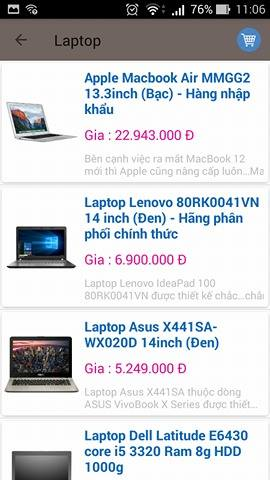 76% 11:06
Laptop
Apple Macbook Air MMGG2
13.3inch (Bạc) - Hàng nhập
khẩu
Gia : 22.943.000 Đ
Bên cạnh việc ra mắt MacBook 12
mới thì Apple cũng nâng cấp luôn...Ma
Laptop Lenovo 80RK0041VN
14 inch (Đen) - Hãng phân
phối chính thức
Gia : 6.900.000 Đ
Laptop Lenovo IdeaPad 100
80RK0041VN được thiết kế chắc...chắn
Laptop Asus X441SA-
WX020D 14inch (Đen)
Gia : 5.249.000 Đ
Laptop Asus X441SA thuộc dòng
ASUS VivoBook X Series được thiết...
Laptop Dell Latitude E6430
core i5 3320 Ram 8g HDD
1000g